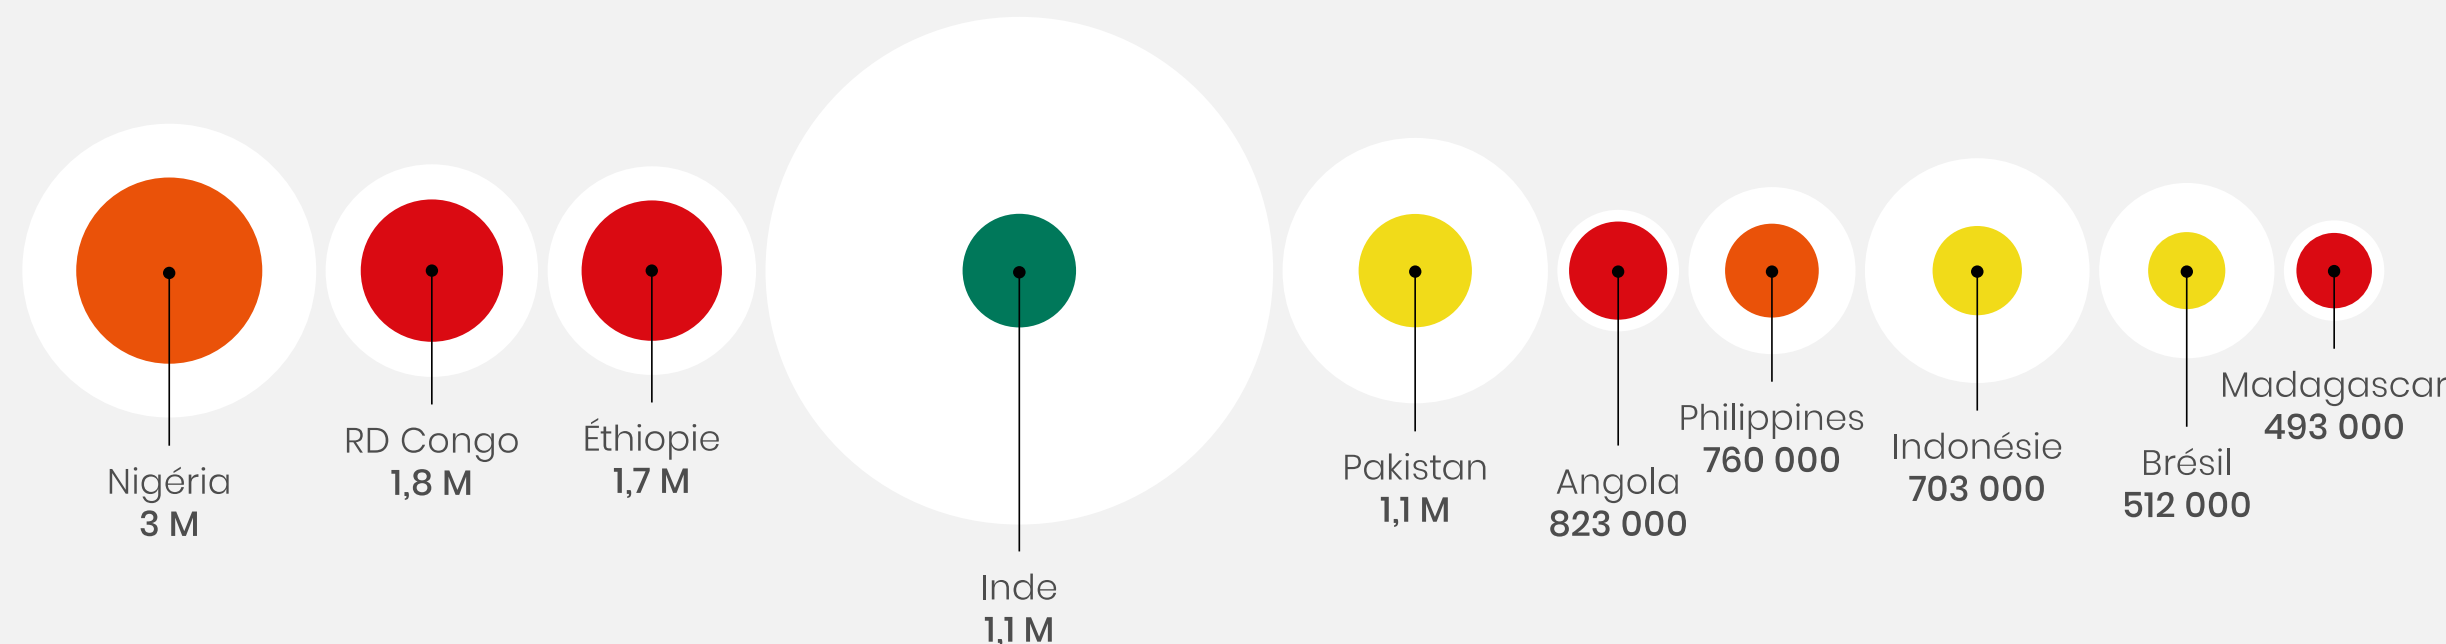 Nigéria
3 M
RD Congo
1,8 M
Éthiopie
1,7 M
Inde
1,1 M
Pakistan
1,1 M
Angola
823 000
Philippines
760 000
Indonésie
703 000
Brésil
512 000
Madagascar
493 000